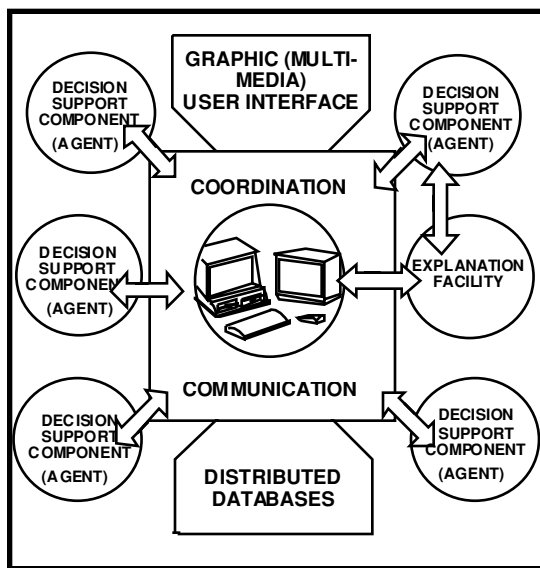 GRAPHIC (MULTI-
MEDIA)
USER INTERFACE
DECISION
SUPPORT
COMPONENT
(AGENT)
DECISION
SUPPORT
COMPONENT
(AGENT)
COORDINATION
DECISION
SUPPORT
COMPONENT
(AGENT)
EXPLANATION
FACILITY
COMMUNICATION
DECISION
SUPPORT
COMPONENT
(AGENT)
DECISION
SUPPORT
COMPONENT
(AGENT)
DISTRIBUTED
DATABASES